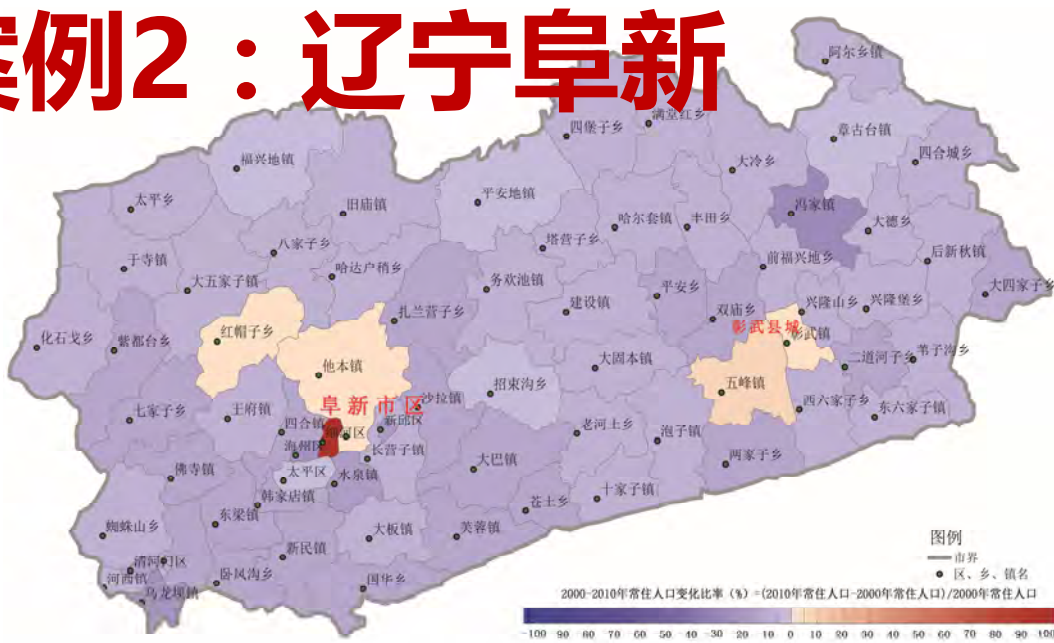 案例2：辽宁阜新
阿尔乡镇
满堂红乡
四堡子乡
章古台镇
四合城乡
福兴地镇
大冷乡
太平乡
旧庙镇
平安地镇
冯家镇
哈尔套镇
丰田乡
大德乡
塔营子乡
八家子乡
后新秋镇
于寺镇
哈达户稍镇
前福兴地乡
大五家子镇
务欢池镇
大四家子乡
平安乡
建设镇
兴隆山乡
兴隆堡乡
扎兰营子乡
双庙乡
彰武县城
彰武镇
化石戈乡
紫都台乡
红帽子乡
二道河子乡
苇子沟乡
大固本镇
他本镇
招束沟乡
五峰镇
沙拉镇
阜新市区
七家子乡
王府镇
西六家子乡
东六家子镇
四合镇
新邱区
细河区
老河土乡
泡子镇
海州区
长营子镇
两家子乡
佛寺镇
太平区
水泉镇
大巴镇
韩家店镇
十家子镇
苍土乡
蜘蛛山乡
东梁镇
大板镇
芙蓉镇
新民镇
清河门区
河西镇
卧凤沟乡
国华乡
乌龙坝镇
图例
市界
区、乡、镇名
2000-2010年常住人口变化比率（%）=(2010年常住人口-2000年常住人口)/2000年常住人口
-100 90 80 70 60 50 40 -30 20 10 0 10 20 30 40 50 60 70 80 90 100